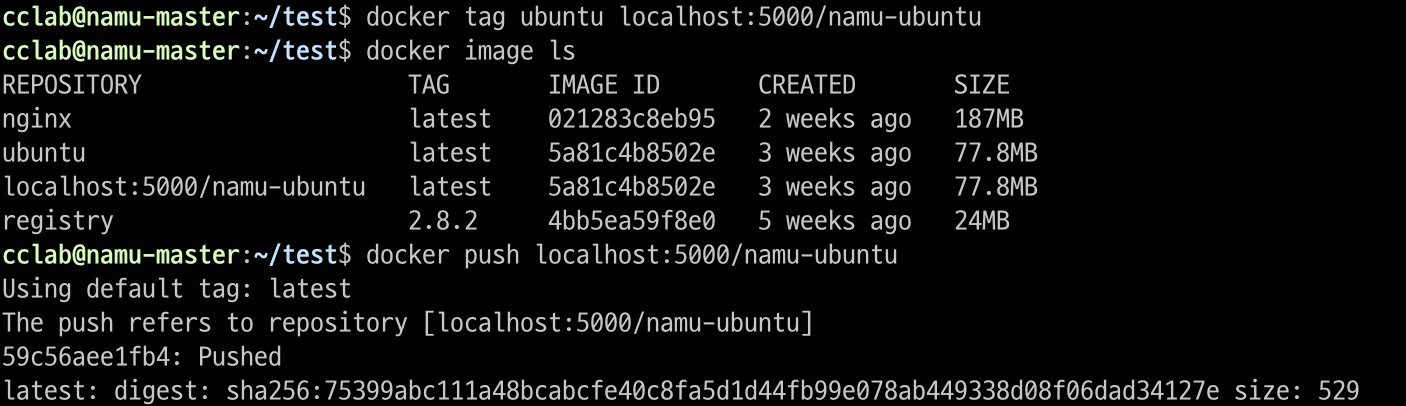 cclab@namu-master:~/test$ docker tag ubuntu localhost:5000/namu-ubuntu
cclab@namu-master:~/test$ docker image ls
REPOSITORY                   TAG       IMAGE ID       CREATED       SIZE
nginx                        latest    021283c8eb95   2 weeks ago   187MB
ubuntu                       latest    5a81c4b8502e   3 weeks ago   77.8MB
localhost:5000/namu-ubuntu   latest    5a81c4b8502e   3 weeks ago   77.8MB
registry                     2.8.2     4bb5ea59f8e0   5 weeks ago   24MB
cclab@namu-master:~/test$ docker push localhost:5000/namu-ubuntu
Using default tag: latest
The push refers to repository [localhost:5000/namu-ubuntu]
59c56aee1fb4: Pushed
latest: digest: sha256:75399abc111a48bcabcfe40c8fa5d1d44fb99e078ab449338d08f06dad34127e size: 529